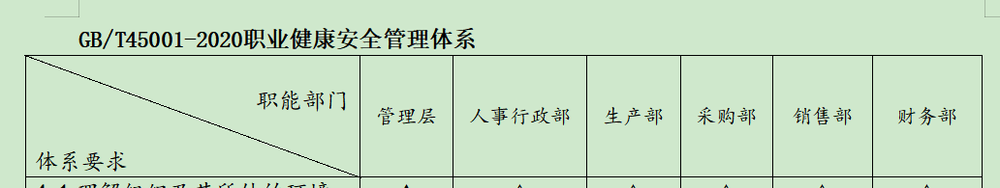 GB/T45001-2020职业健康安全管理体系
职能部门
管理层 人事行政部 生产部 采购部 销售部 财务部
体系要求